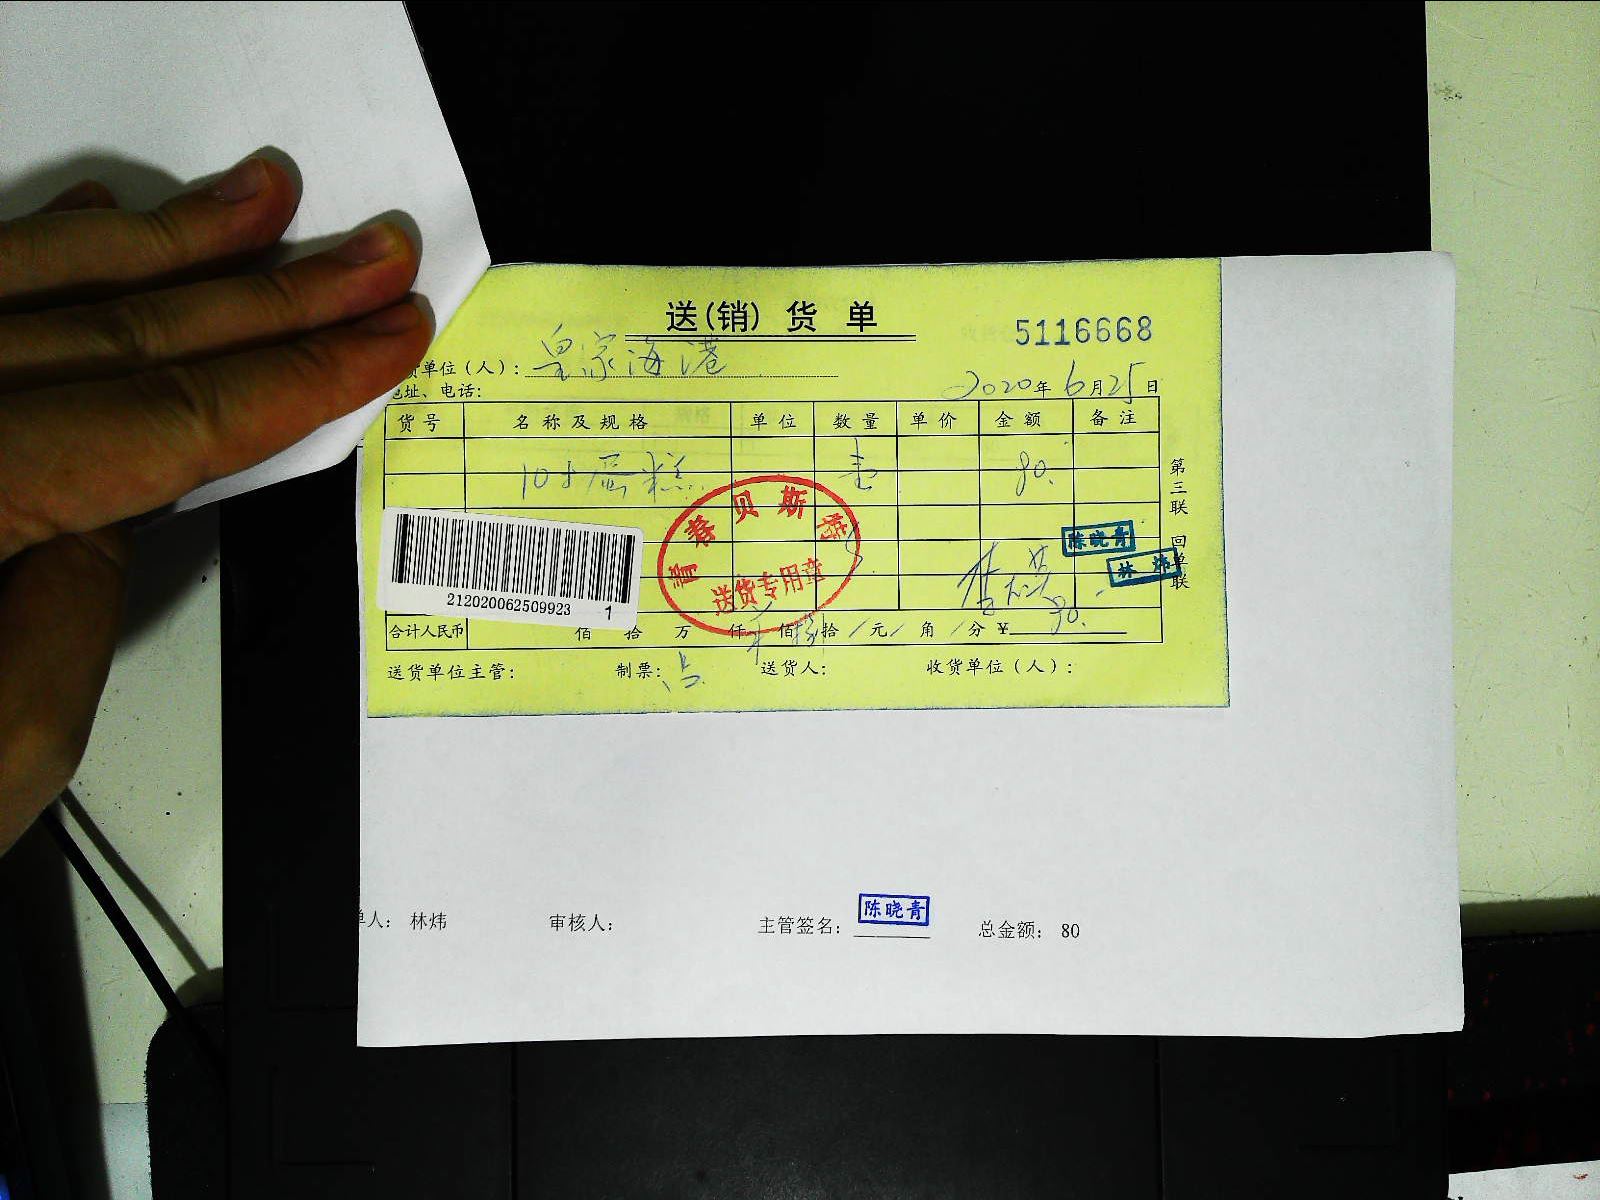 送(销)货单
5116668
货单位(人): 皇家海港
地址、电话:
2020年6月25日
货号 名称及规格 单位 数量 单价 金额 备注
10寸蛋糕 80.
青春贝斯特
送货专用章
陈晓青
林炜
第三联 回单联
212020062509923 1
合计人民币 佰 拾 万 仟 佰 捌拾 / 元 / 角 / 分 ¥ 80.
送货单位主管: 制票: 送货人: 收货单位(人):
单人: 林炜 审核人: 主管签名: 陈晓青 总金额: 80